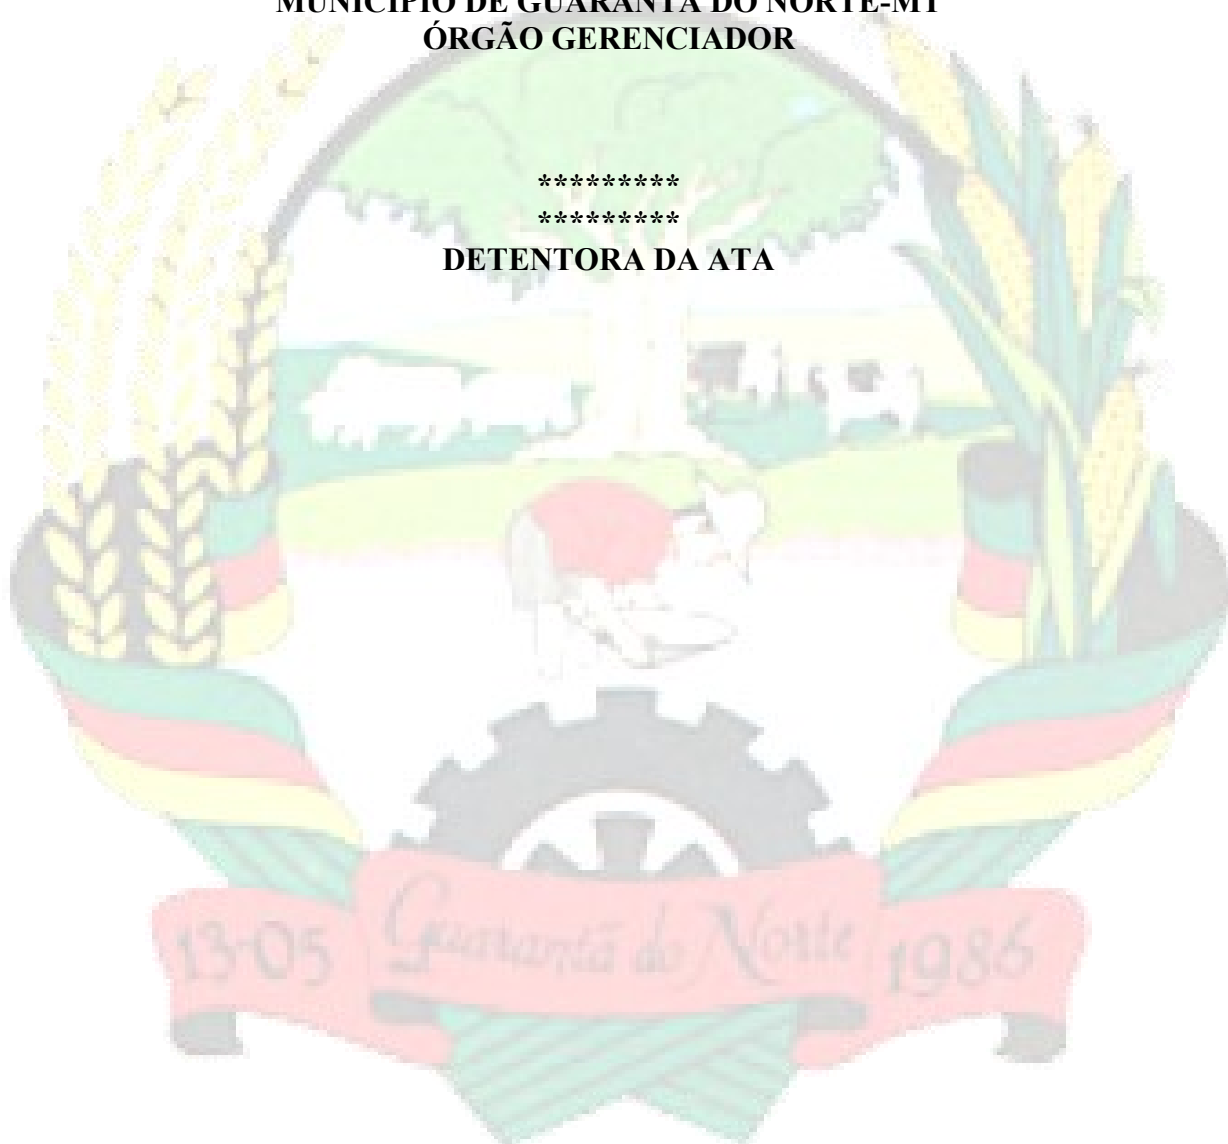 MUNICÍPIO DE GUARANTÃ DO NORTE-MT
ÓRGÃO GERENCIADOR
*********
*********
DETENTORA DA ATA
13-05 Guarantã do Norte 1986